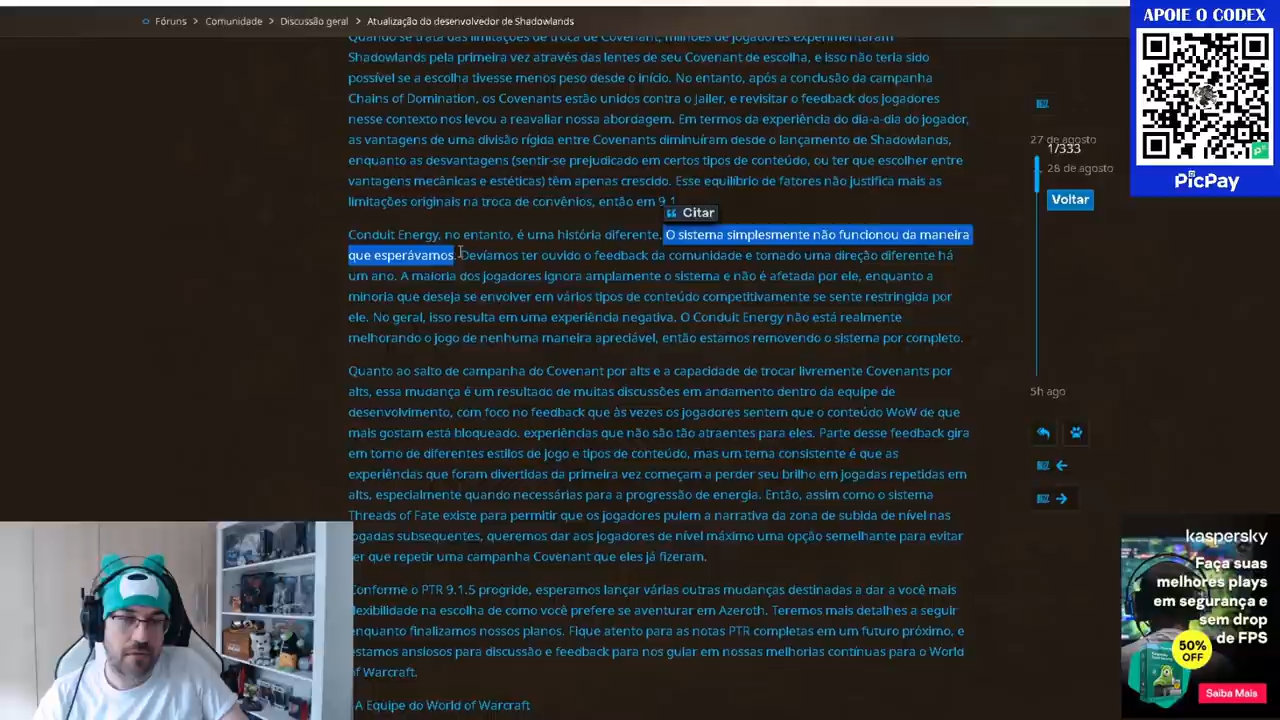 Fóruns > Comunidade > Discussão geral > Atualização do desenvolvedor de Shadowlands
Quando se trata das limitações de troca de Covenant, milhões de jogadores experimentaram
Shadowlands pela primeira vez através das lentes de seu Covenant de escolha, e isso não teria sido
possível se a escolha tivesse menos peso desde o início. No entanto, após a conclusão da campanha
Chains of Domination, os Covenants estão unidos contra o Jailer, e revisitar o feedback dos jogadores
nesse contexto nos levou a reavaliar nossa abordagem. Em termos da experiência do dia-a-dia do jogador,
as vantagens de uma divisão rígida entre Covenants diminuíram desde o lançamento de Shadowlands,
enquanto as desvantagens (sentir-se prejudicado em certos tipos de conteúdo, ou ter que escolher entre
vantagens mecânicas e estéticas) têm apenas crescido. Esse equilíbrio de fatores não justifica mais as
limitações originais na troca de convênios, então em 9.1
Citar
Conduit Energy, no entanto, é uma história diferente. O sistema simplesmente não funcionou da maneira
que esperávamos. Devíamos ter ouvido o feedback da comunidade e tomado uma direção diferente há
um ano. A maioria dos jogadores ignora amplamente o sistema e não é afetada por ele, enquanto a
minoria que deseja se envolver em vários tipos de conteúdo competitivamente se sente restringida por
ele. No geral, isso resulta em uma experiência negativa. O Conduit Energy não está realmente
melhorando o jogo de nenhuma maneira apreciável, então estamos removendo o sistema por completo.
Quanto ao salto de campanha do Covenant por alts e a capacidade de trocar livremente Covenants por
alts, essa mudança é um resultado de muitas discussões em andamento dentro da equipe de
desenvolvimento, com foco no feedback que às vezes os jogadores sentem que o conteúdo WoW de que
mais gostam está bloqueado. experiências que não são tão atraentes para eles. Parte desse feedback gira
em torno de diferentes estilos de jogo e tipos de conteúdo, mas um tema consistente é que as
experiências que foram divertidas da primeira vez começam a perder seu brilho em jogadas repetidas em
alts, especialmente quando necessárias para a progressão de energia. Então, assim como o sistema
Threads of Fate existe para permitir que os jogadores pulem a narrativa da zona de subida de nível nas
jogadas subsequentes, queremos dar aos jogadores de nível máximo uma opção semelhante para evitar
ter que repetir uma campanha Covenant que eles já fizeram.
Conforme o PTR 9.1.5 progride, esperamos lançar várias outras mudanças destinadas a dar a você mais
flexibilidade na escolha de como você prefere se aventurar em Azeroth. Teremos mais detalhes a seguir
enquanto finalizamos nossos planos. Fique atento para as notas PTR completas em um futuro próximo, e
estamos ansiosos para discussão e feedback para nos guiar em nossas melhorias contínuas para o World
of Warcraft.
A Equipe do World of Warcraft
27 de agosto
1/333
28 de agosto
Voltar
5h ago
APOIE O CODEX
PicPay
kaspersky
Faça suas
melhores plays
em segurança e
sem drop
de FPS
50%
OFF
Saiba Mais